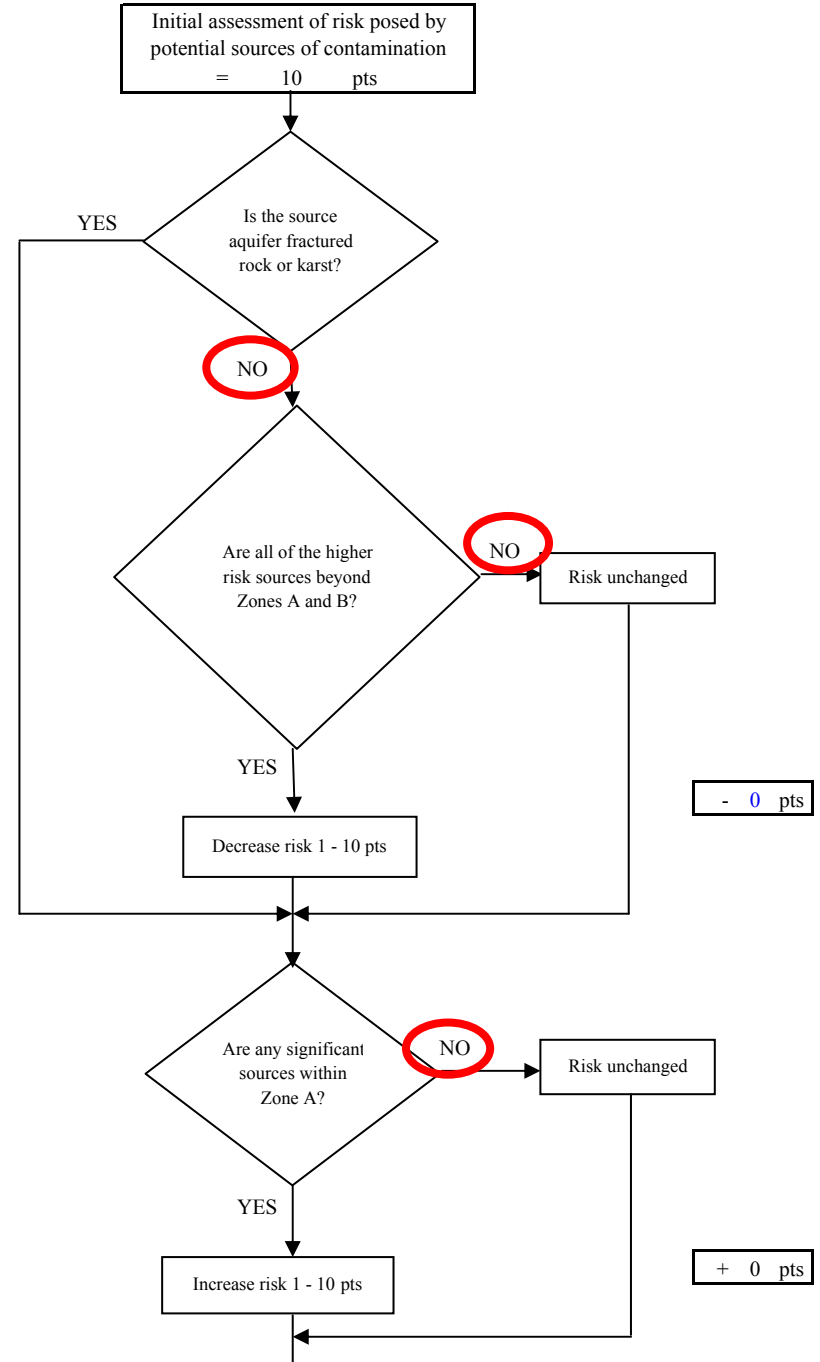 Initial assessment of risk posed by
potential sources of contamination
= 10 pts
YES
Is the source
aquifer fractured
rock or karst?
NO
Are all of the higher
risk sources beyond
Zones A and B?
NO
Risk unchanged
YES
- 0 pts
Decrease risk 1 - 10 pts
Are any significant
sources within
Zone A?
NO
Risk unchanged
YES
+ 0 pts
Increase risk 1 - 10 pts